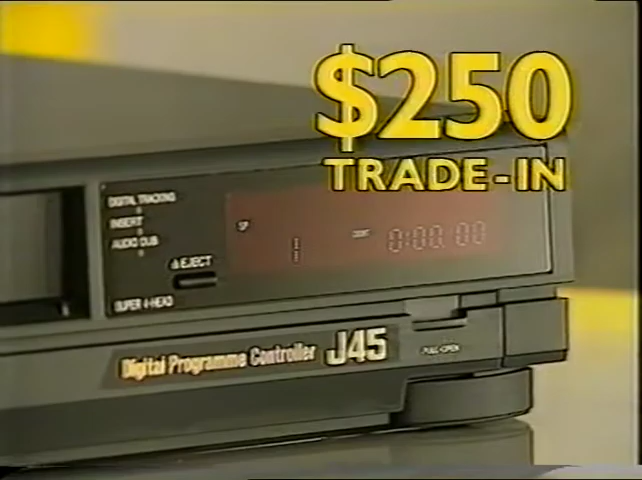 $250
TRADE-IN
DIGITAL TRACKING
INSERT
AUDIO DUB
EJECT
SUPER 4-HEAD
SP
COUNT
0:00:00
Digital Programme Controller J45
PULL-OPEN